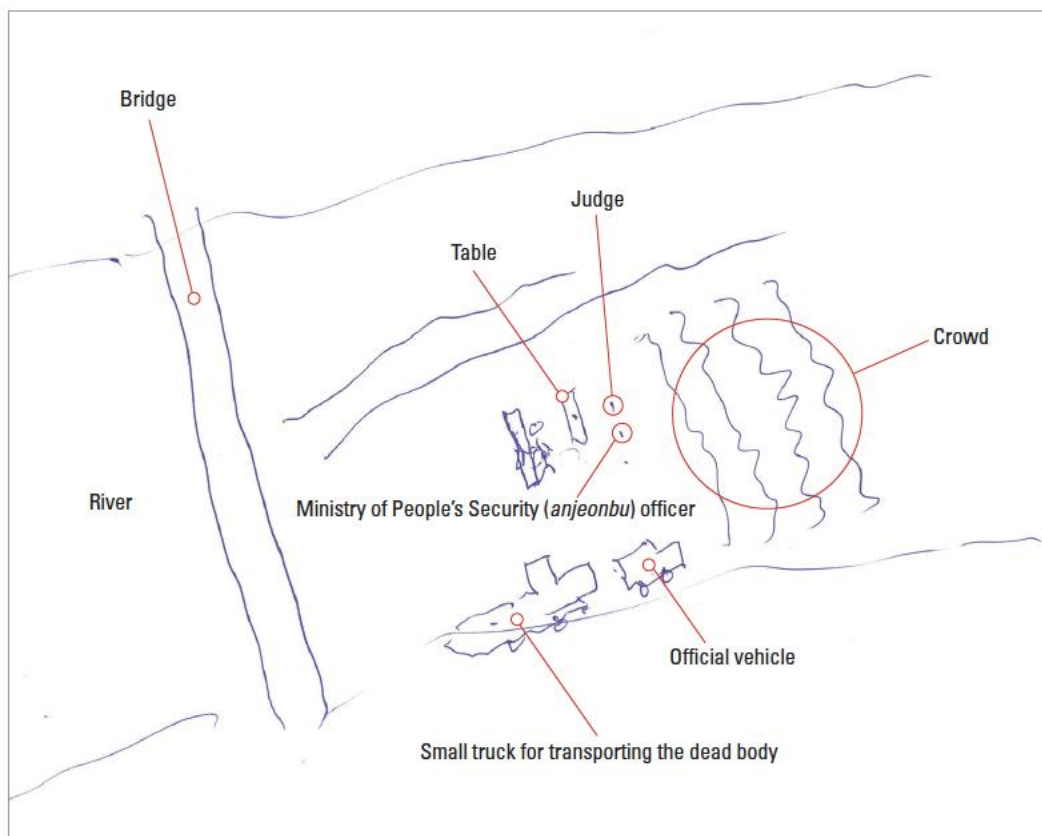 Bridge
Judge
Table
Crowd
River
Ministry of People's Security (anjeonbu) officer
Official vehicle
Small truck for transporting the dead body